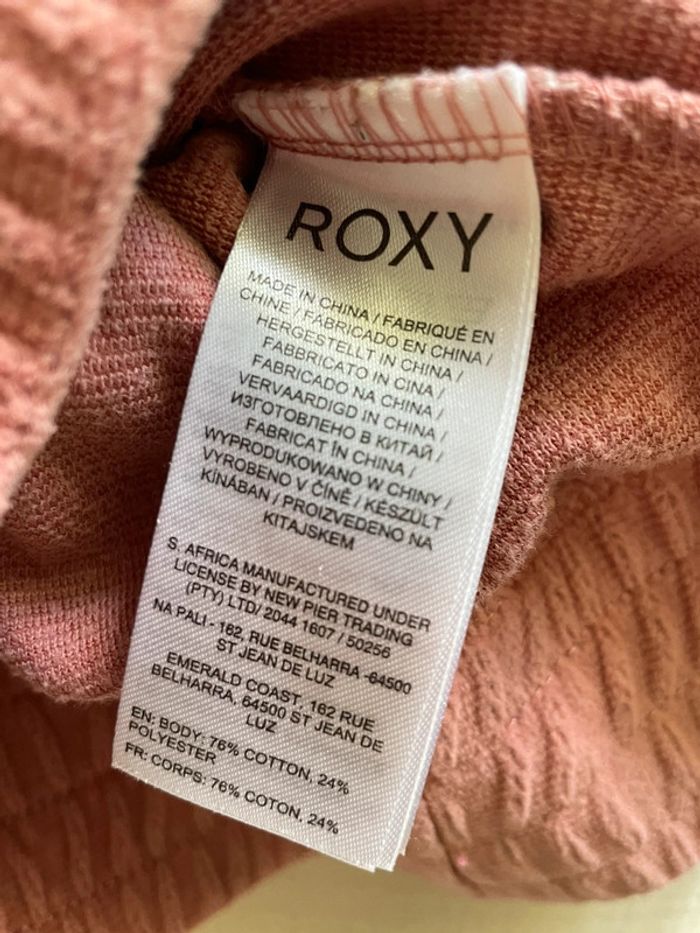 ROXY
MADE IN CHINA / FABRIQUÉ EN
CHINE / FABRICADO EN CHINA /
HERGESTELLT IN CHINA /
FABBRICATO IN CINA /
FABRICADO NA CHINA /
VERVAARDIGD IN CHINA /
ИЗГОТОВЛЕНО В КИТАЙ /
FABRICAT ÎN CHINA /
WYPRODUKOWANO W CHINY /
VYROBENO V ČÍNĚ / KÉSZÜLT
KÍNÁBAN / PROIZVEDENO NA
KITAJSKEM
S. AFRICA MANUFACTURED UNDER
LICENSE BY NEW PIER TRADING
(PTY) LTD/ 2044 1607 / 50256
NA PALI - 162, RUE BELHARRA -64500
ST JEAN DE LUZ
EMERALD COAST, 162 RUE
BELHARRA, 64500 ST JEAN DE
LUZ
EN: BODY: 76% COTTON, 24%
POLYESTER
FR: CORPS: 76% COTON, 24%